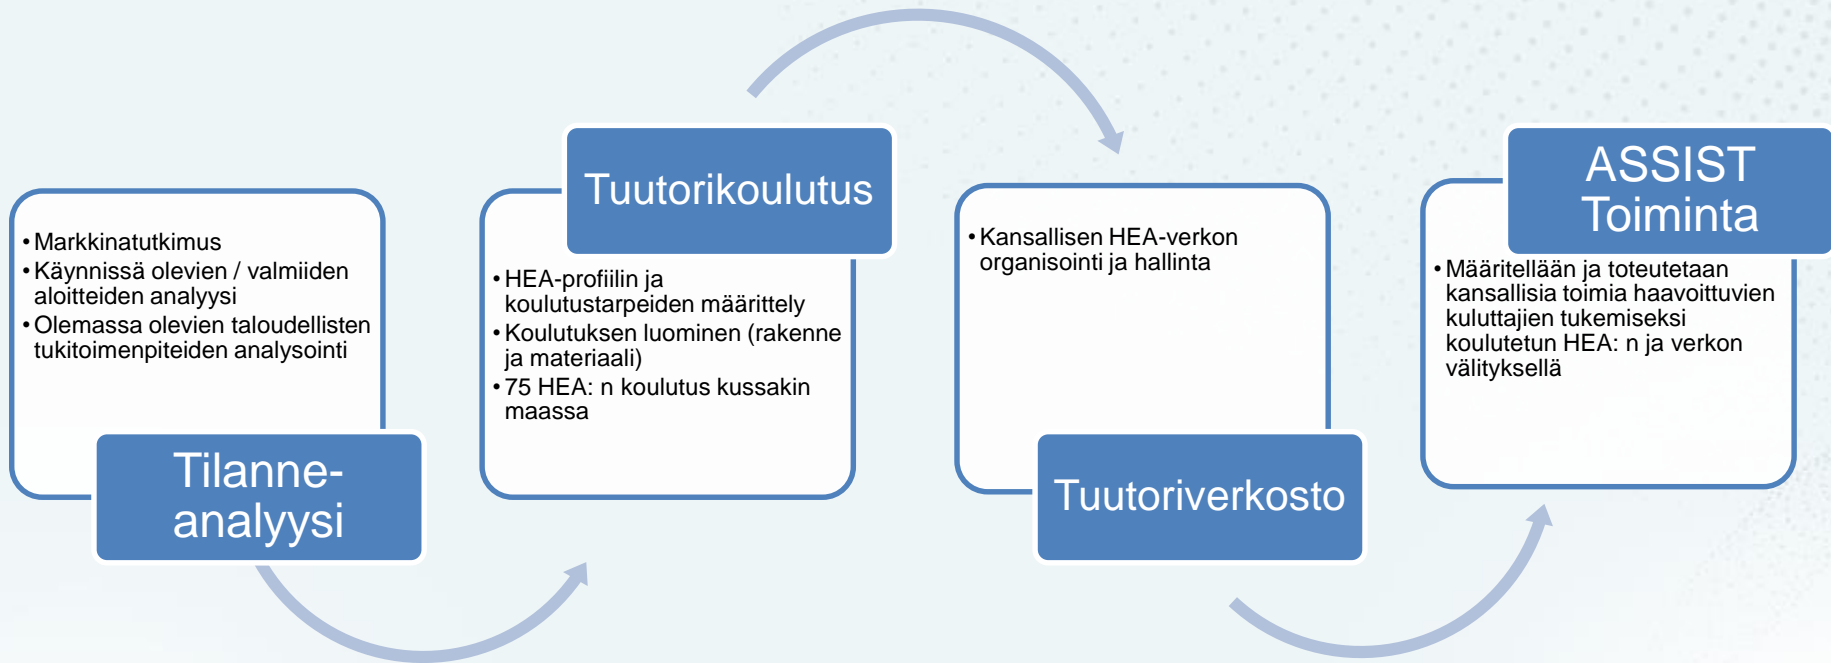 • Markkinatutkimus
• Käynnissä olevien / valmiiden
aloitteiden analyysi
• Olemassa olevien taloudellisten
tukitoimenpiteiden analysointi
Tilanne-
analyysi
Tuutorikoulutus
• HEA-profiilin ja
koulutustarpeiden määrittely
• Koulutuksen luominen (rakenne
ja materiaali)
• 75 HEA: n koulutus kussakin
maassa
• Kansallisen HEA-verkon
organisointi ja hallinta
Tuutoriverkosto
ASSIST
Toiminta
• Määritellään ja toteutetaan
kansallisia toimia haavoittuvien
kuluttajien tukemiseksi
koulutetun HEA: n ja verkon
välityksellä